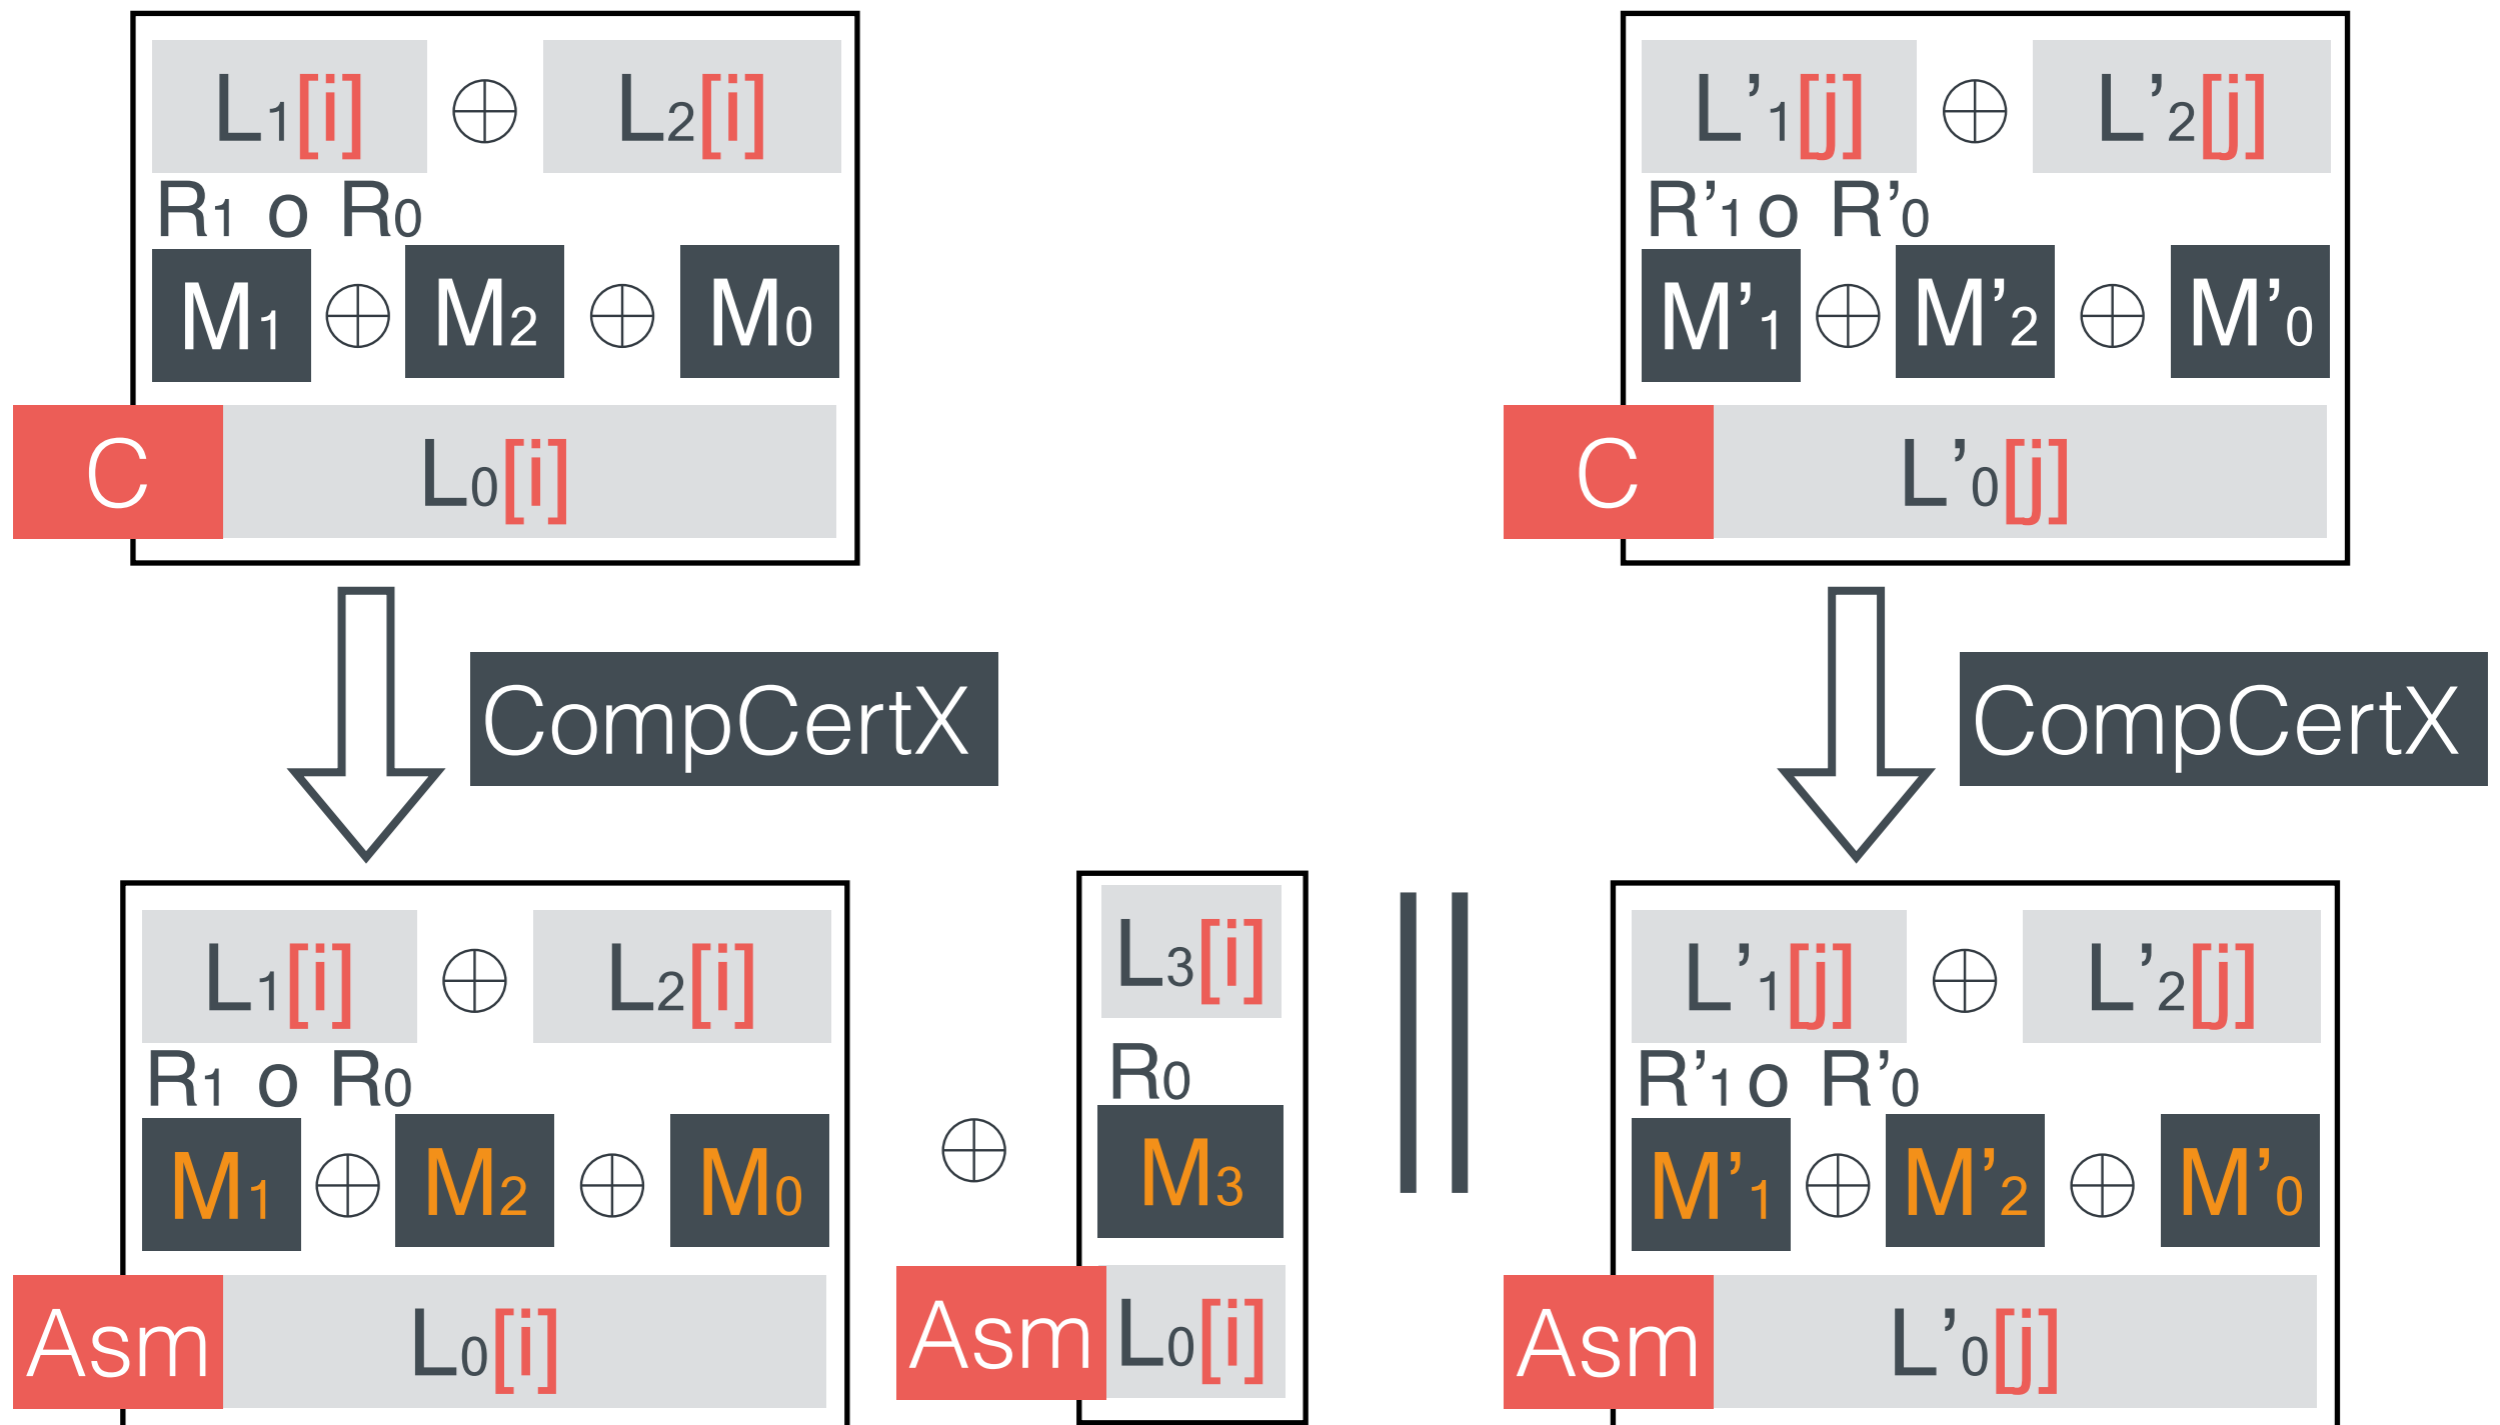 L1[i] ⊕ L2[i] L’1[j] ⊕ L’2[j]
R1 o R0 R’1 o R’0
M1 ⊕ M2 ⊕ M0 M’1 ⊕ M’2 ⊕ M’0
C L0[i] C L’0[j]
CompCertX CompCertX
L1[i] ⊕ L2[i] L3[i] L’1[j] ⊕ L’2[j]
R1 o R0 R0 R’1 o R’0
M1 ⊕ M2 ⊕ M0 ⊕ M3 || M’1 ⊕ M’2 ⊕ M’0
Asm L0[i] Asm L0[i] Asm L’0[j]